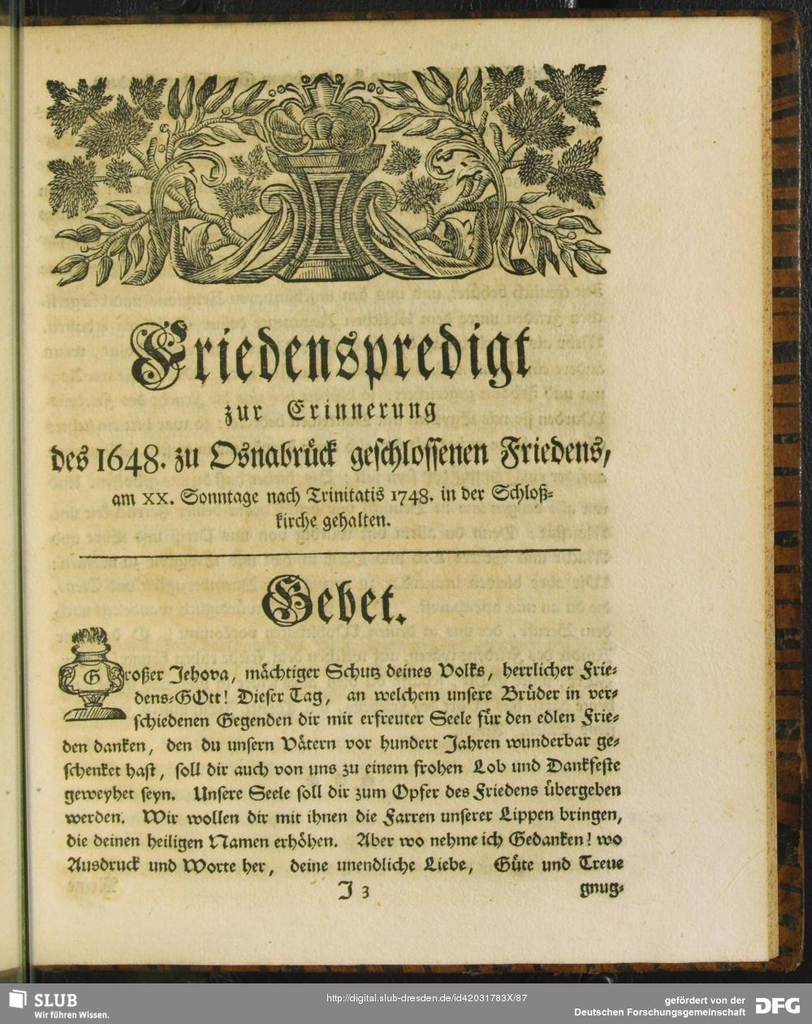 Friedenspredigt
zur Erinnerung
des 1648. zu Osnabrück geschlossenen Friedens,
am XX. Sonntage nach Trinitatis 1748. in der Schloß-
kirche gehalten.
Gebet.
Großer Jehova, mächtiger Schutz deines Volks, herrlicher Frie-
dens-GOtt! Dieser Tag, an welchem unsere Brüder in ver-
schiedenen Gegenden dir mit erfreuter Seele für den edlen Frie-
den danken, den du unsern Vätern vor hundert Jahren wunderbar ge-
schenket hast, soll dir auch von uns zu einem frohen Lob und Dankfeste
geweyhet seyn. Unsere Seele soll dir zum Opfer des Friedens übergeben
werden. Wir wollen dir mit ihnen die Farren unserer Lippen bringen,
die deinen heiligen Namen erhöhen. Aber wo nehme ich Gedanken! wo
Ausdruck und Worte her, deine unendliche Liebe, Güte und Treue
J 3 gnug-
SLUB
Wir führen Wissen.
http://digital.slub-dresden.de/id42031783X/87
gefördert von der
Deutschen Forschungsgemeinschaft
DFG